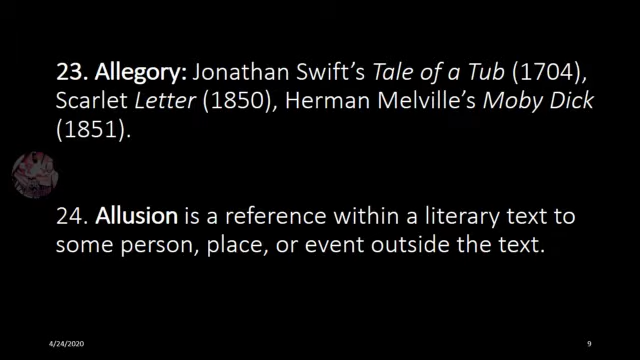 23. Allegory: Jonathan Swift’s Tale of a Tub (1704),
Scarlet Letter (1850), Herman Melville’s Moby Dick
(1851).
24. Allusion is a reference within a literary text to
some person, place, or event outside the text.
4/24/2020
9